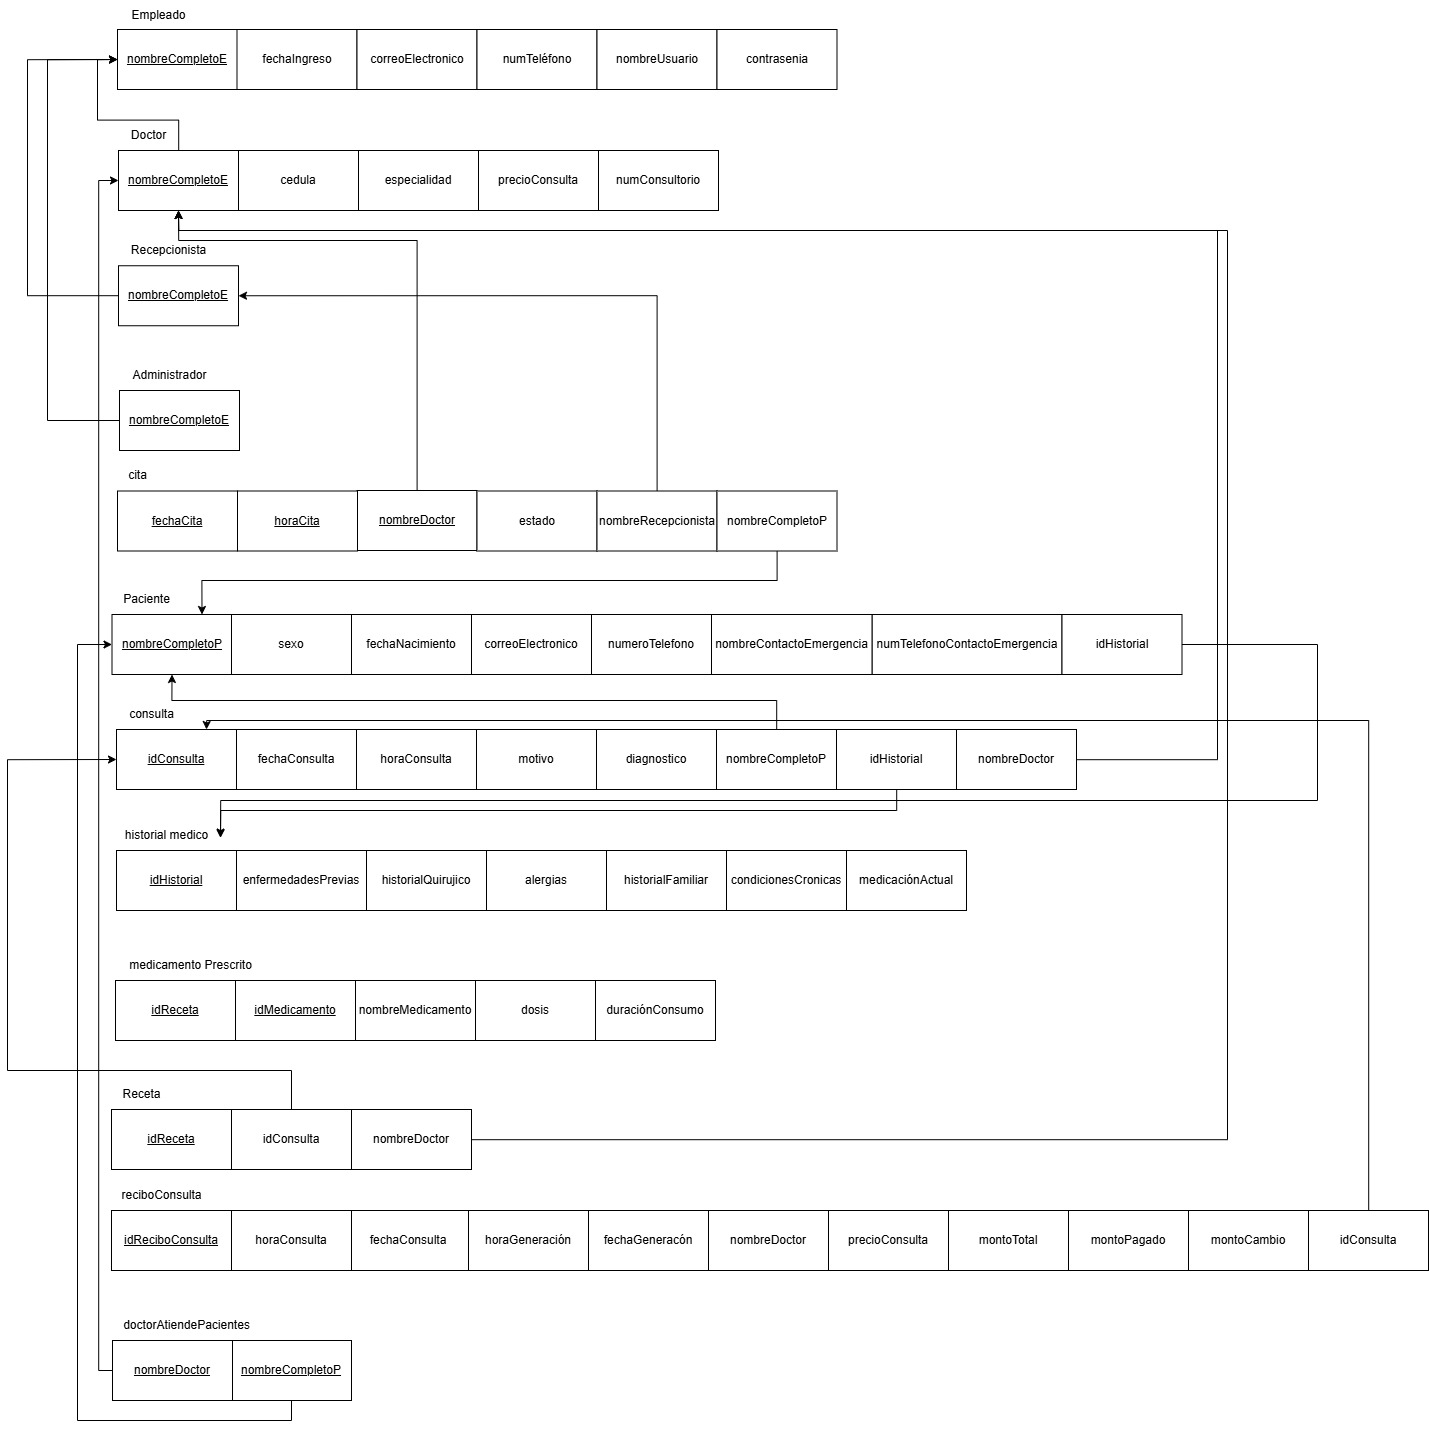 Empleado
nombreCompletoE fechaIngreso correoElectronico numTeléfono nombreUsuario contrasenia
Doctor
nombreCompletoE cedula especialidad precioConsulta numConsultorio
Recepcionista
nombreCompletoE
Administrador
nombreCompletoE
cita
fechaCita horaCita nombreDoctor estado nombreRecepcionista nombreCompletoP
Paciente
nombreCompletoP sexo fechaNacimiento correoElectronico numeroTelefono nombreContactoEmergencia numTelefonoContactoEmergencia idHistorial
consulta
idConsulta fechaConsulta horaConsulta motivo diagnostico nombreCompletoP idHistorial nombreDoctor
historial medico
idHistorial enfermedadesPrevias historialQuirujico alergias historialFamiliar condicionesCronicas medicaciónActual
medicamento Prescrito
idReceta idMedicamento nombreMedicamento dosis duraciónConsumo
Receta
idReceta idConsulta nombreDoctor
reciboConsulta
idReciboConsulta horaConsulta fechaConsulta horaGeneración fechaGeneracón nombreDoctor precioConsulta montoTotal montoPagado montoCambio idConsulta
doctorAtiendePacientes
nombreDoctor nombreCompletoP